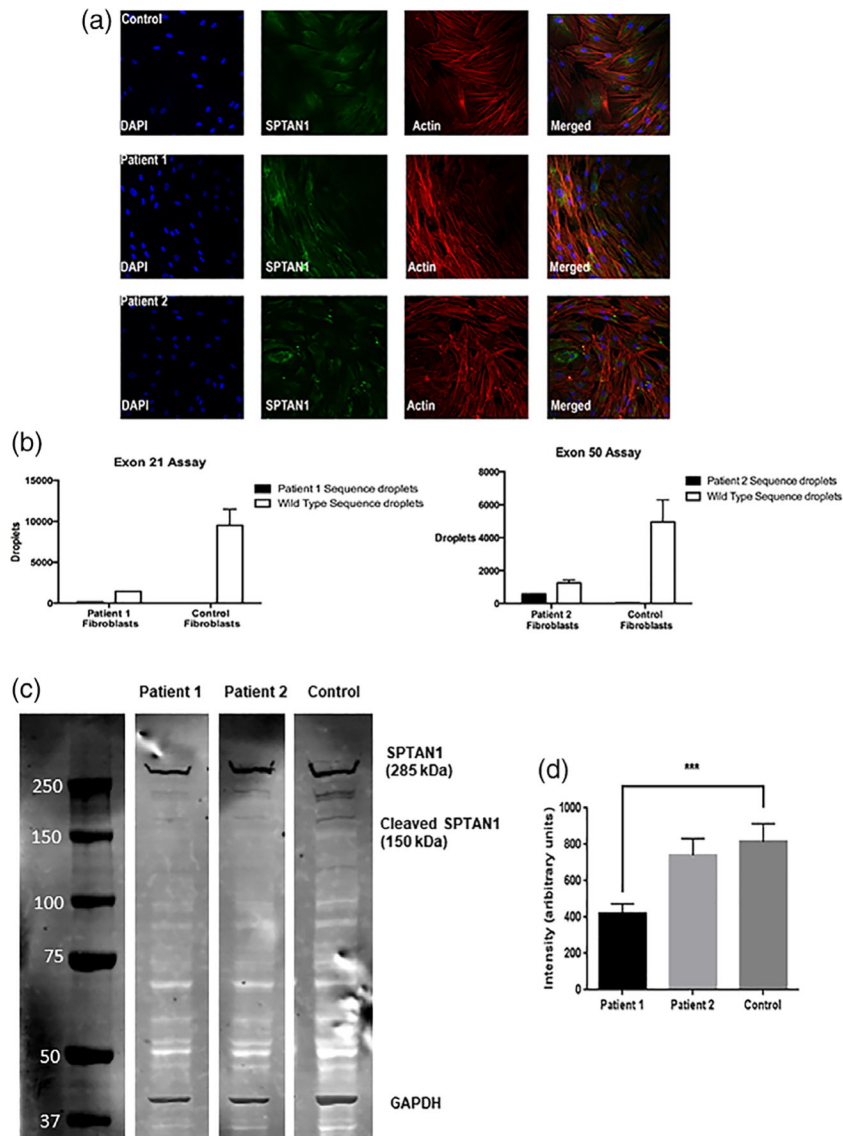 (a)
Control
DAPI
SPTAN1
Actin
Merged
Patient 1
DAPI
SPTAN1
Actin
Merged
Patient 2
DAPI
SPTAN1
Actin
Merged
(b)
Exon 21 Assay
Droplets
15000
10000
5000
0
Patient 1 Fibroblasts
Control Fibroblasts
Patient 1 Sequence droplets
Wild Type Sequence droplets
Exon 50 Assay
Droplets
8000
6000
4000
2000
0
Patient 2 Fibroblasts
Control Fibroblasts
Patient 2 Sequence droplets
Wild Type Sequence droplets
(c)
Patient 1
Patient 2
Control
250
150
100
75
50
37
SPTAN1
(285 kDa)
Cleaved SPTAN1
(150 kDa)
GAPDH
(d)
***
Intensity (aribitrary units)
1000
800
600
400
200
0
Patient 1
Patient 2
Control